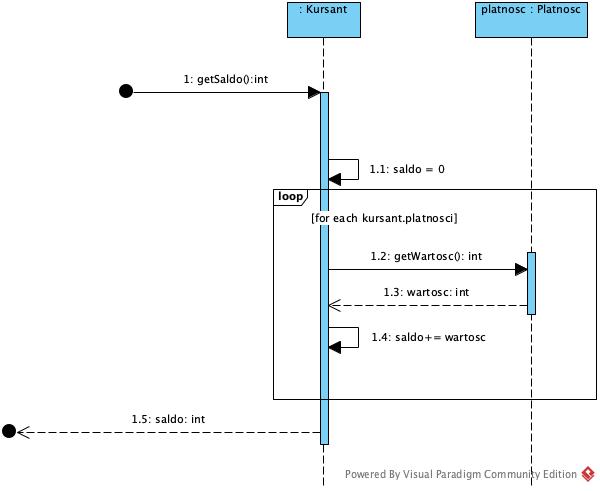 : Kursant
platnosc : Platnosc
1: getSaldo():int
1.1: saldo = 0
loop
[for each kursant.platnosci]
1.2: getWartosc(): int
1.3: wartosc: int
1.4: saldo+= wartosc
1.5: saldo: int
Powered By Visual Paradigm Community Edition